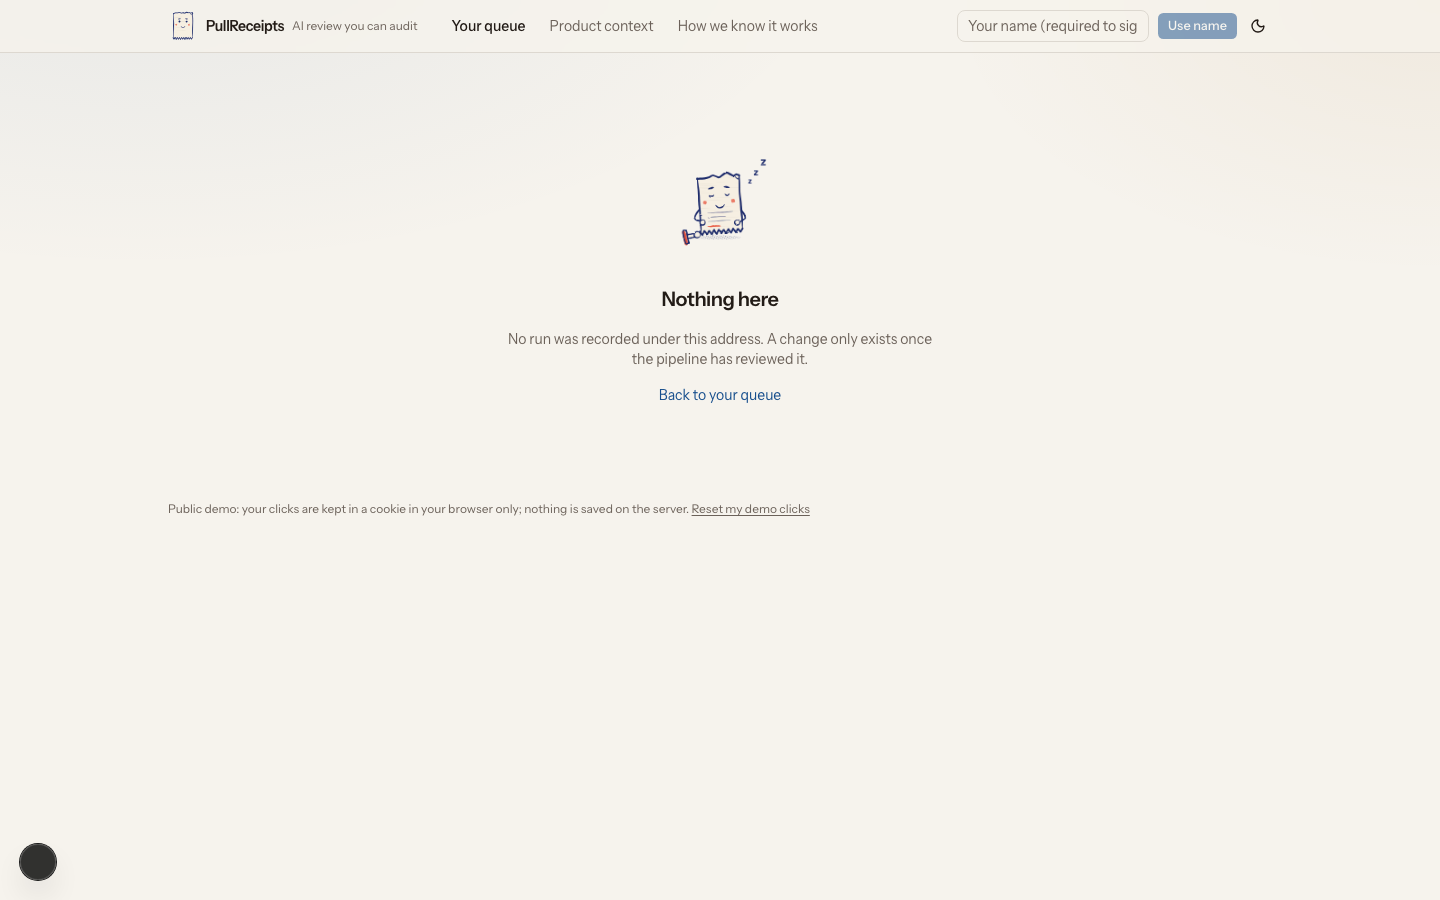 PullReceipts AI review you can audit Your queue Product context How we know it works Your name (required to sig Use name
z
z
z
Nothing here
No run was recorded under this address. A change only exists once
the pipeline has reviewed it.
Back to your queue
Public demo: your clicks are kept in a cookie in your browser only; nothing is saved on the server. Reset my demo clicks